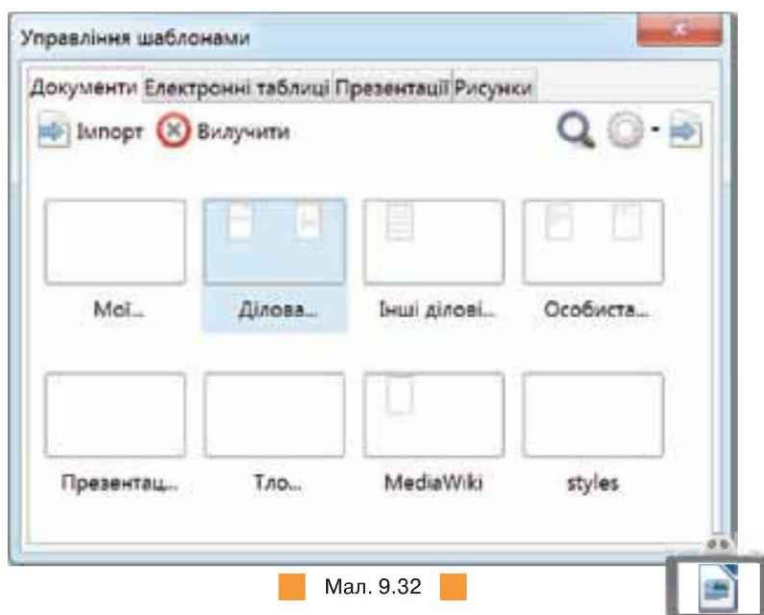 Управління шаблонами
Документи Електронні таблиці Презентації Рисунки
Імпорт Вилучити
Мої... Ділова... Інші ділові... Особиста...
Презентац... Тло... MediaWiki styles
Мал. 9.32